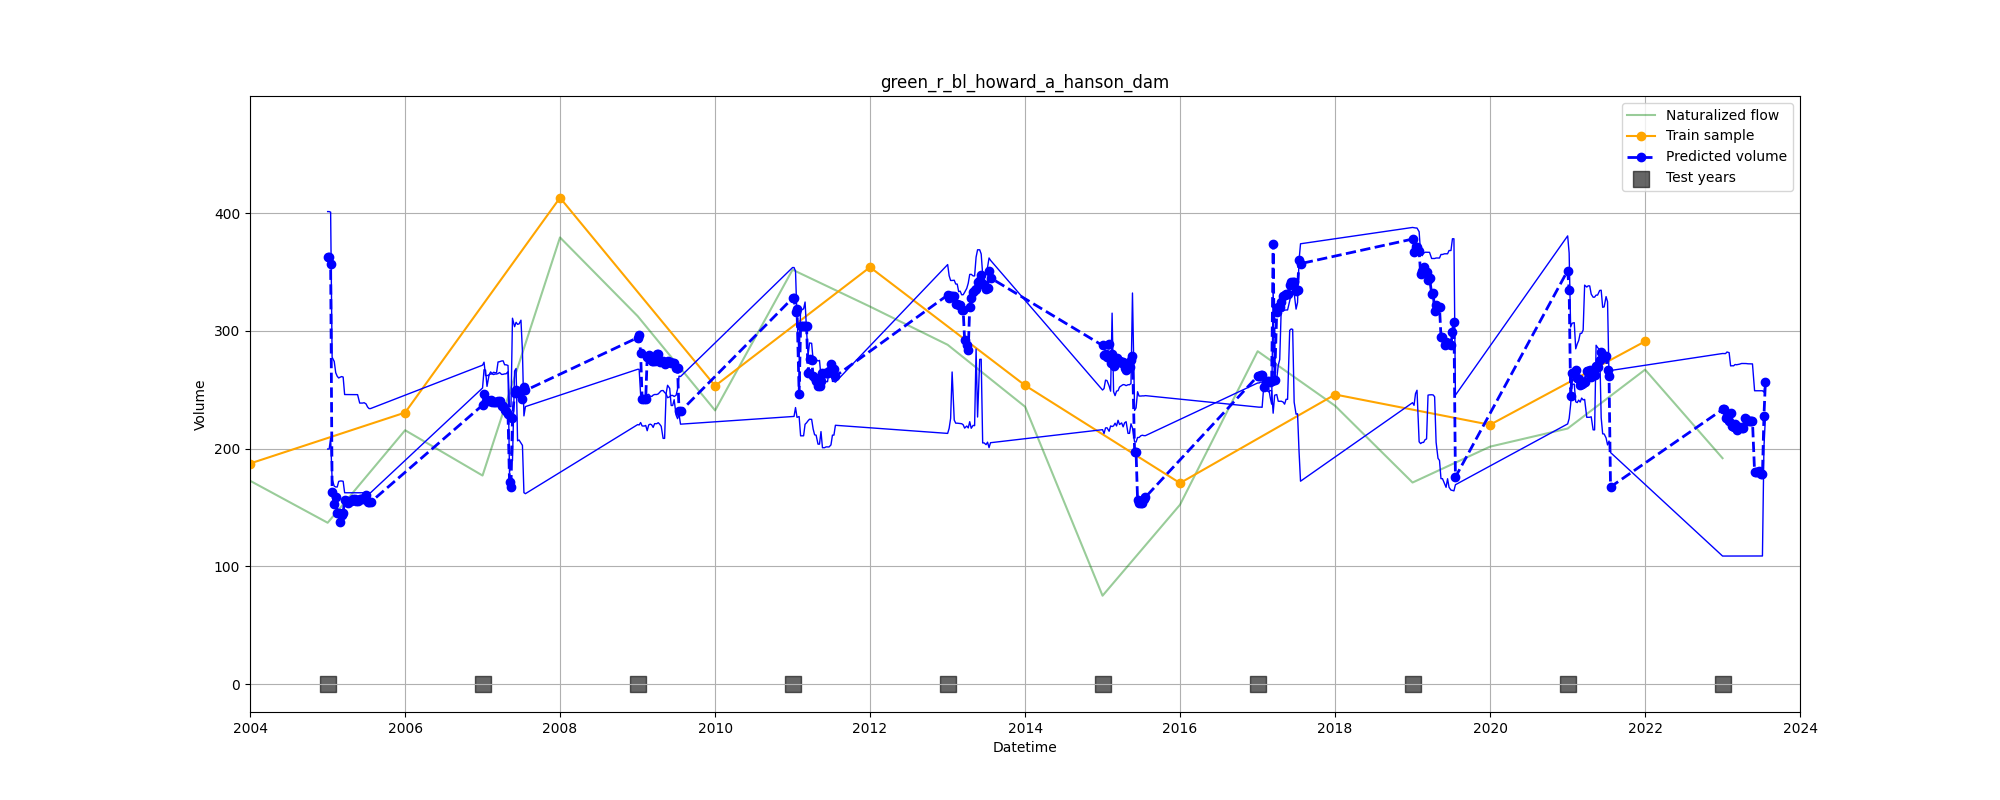 green_r_bl_howard_a_hanson_dam
Naturalized flow
Train sample
Predicted volume
Test years
Volume
400
300
200
100
0
2004 2006 2008 2010 2012 2014 2016 2018 2020 2022 2024
Datetime